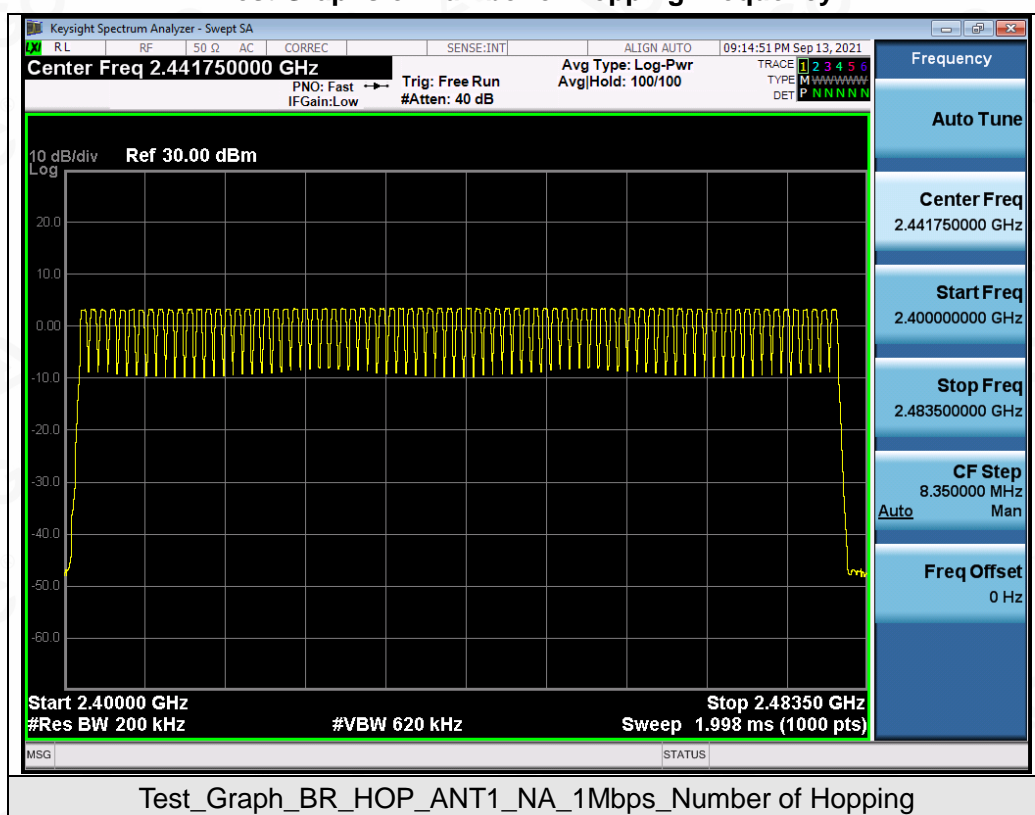 Keysight Spectrum Analyzer - Swept SA
LXI RL RF 50 Ω AC CORREC SENSE:INT ALIGN AUTO 09:14:51 PM Sep 13, 2021
Center Freq 2.441750000 GHz
PNO: Fast
IFGain:Low
Trig: Free Run
#Atten: 40 dB
Avg Type: Log-Pwr
Avg|Hold: 100/100
TRACE 1 2 3 4 5 6
TYPE M WWWWW
DET P N N N N N
10 dB/div Ref 30.00 dBm
Log
20.0
10.0
0.00
-10.0
-20.0
-30.0
-40.0
-50.0
-60.0
Start 2.40000 GHz Stop 2.48350 GHz
#Res BW 200 kHz #VBW 620 kHz Sweep 1.998 ms (1000 pts)
MSG STATUS
Frequency
Auto Tune
Center Freq
2.441750000 GHz
Start Freq
2.400000000 GHz
Stop Freq
2.483500000 GHz
CF Step
8.350000 MHz
Auto Man
Freq Offset
0 Hz
Test_Graph_BR_HOP_ANT1_NA_1Mbps_Number of Hopping